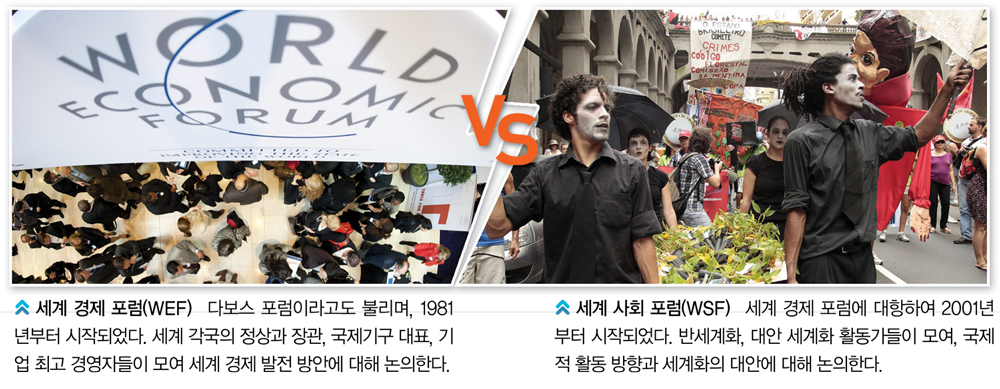 WORLD
ECONOMIC
FORUM
COMMITTED TO
VS
O ESTADO
BRASILEIRO
COMETE
CRIMES
CODIGO
FLORESTAL
COMISSÃO
DA MENTIRA
세계 경제 포럼(WEF) 다보스 포럼이라고도 불리며, 1981
년부터 시작되었다. 세계 각국의 정상과 장관, 국제기구 대표, 기
업 최고 경영자들이 모여 세계 경제 발전 방안에 대해 논의한다.
세계 사회 포럼(WSF) 세계 경제 포럼에 대항하여 2001년
부터 시작되었다. 반세계화, 대안 세계화 활동가들이 모여, 국제
적 활동 방향과 세계화의 대안에 대해 논의한다.